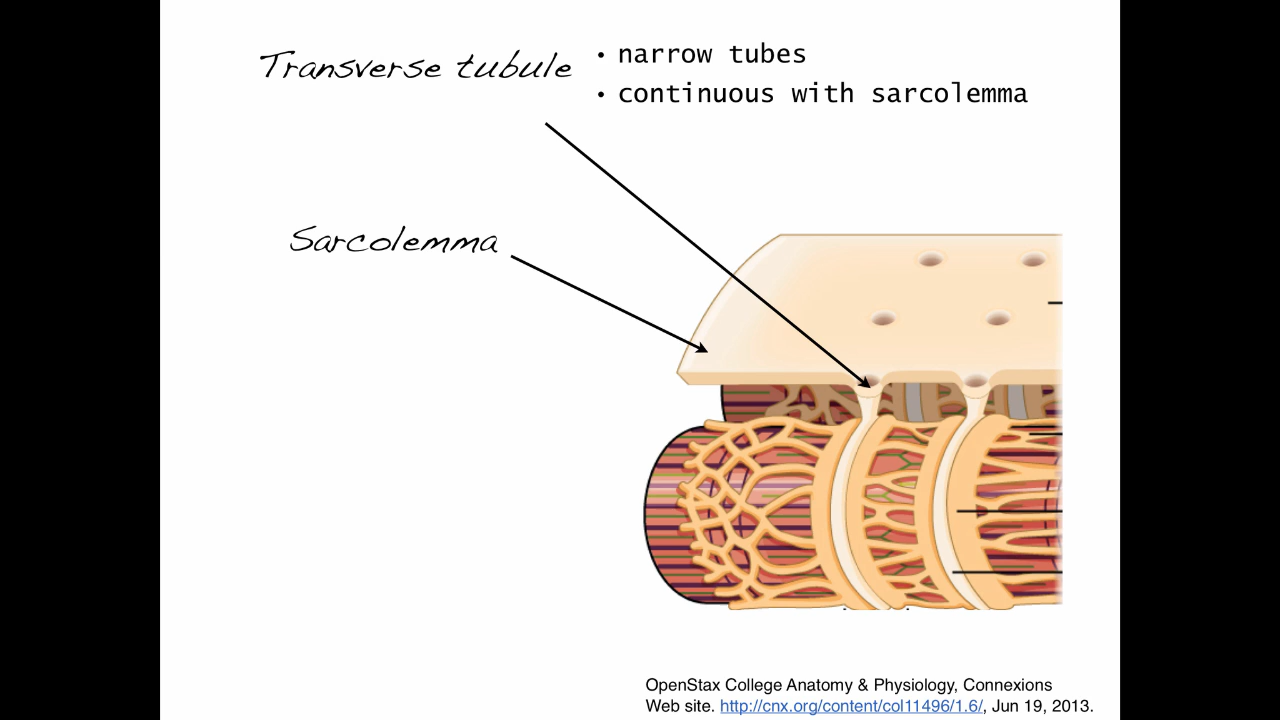 Transverse tubule
• narrow tubes
• continuous with sarcolemma
Sarcolemma
OpenStax College Anatomy & Physiology, Connexions
Web site. http://cnx.org/content/col11496/1.6/, Jun 19, 2013.